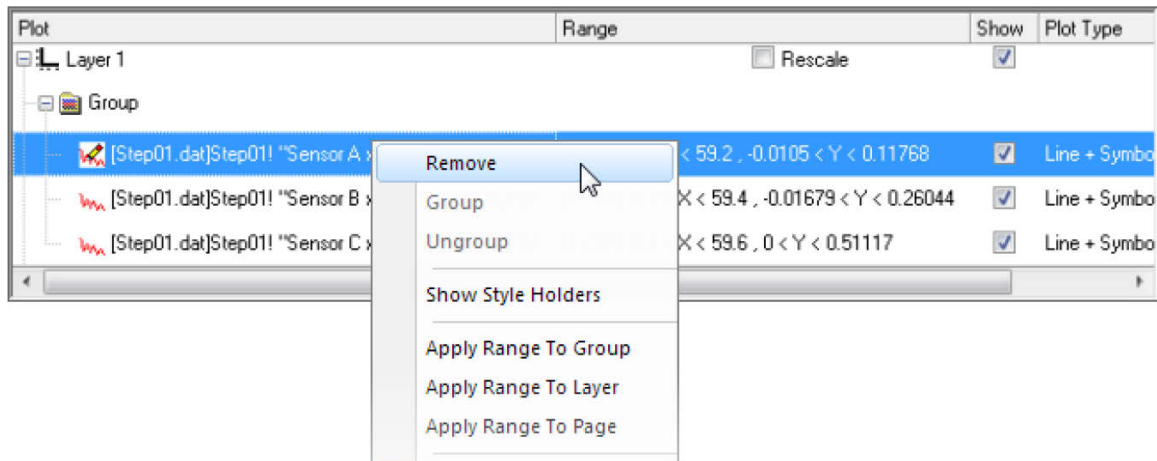 Plot Range Show Plot Type
Layer 1 Rescale
Group
[Step01.dat]Step01! "Sensor A x < 59.2 , -0.0105 < Y < 0.11768 Line + Symbo
[Step01.dat]Step01! "Sensor B x X < 59.4 , -0.01679 < Y < 0.26044 Line + Symbo
[Step01.dat]Step01! "Sensor C x X < 59.6 , 0 < Y < 0.51117 Line + Symbo
Remove
Group
Ungroup
Show Style Holders
Apply Range To Group
Apply Range To Layer
Apply Range To Page